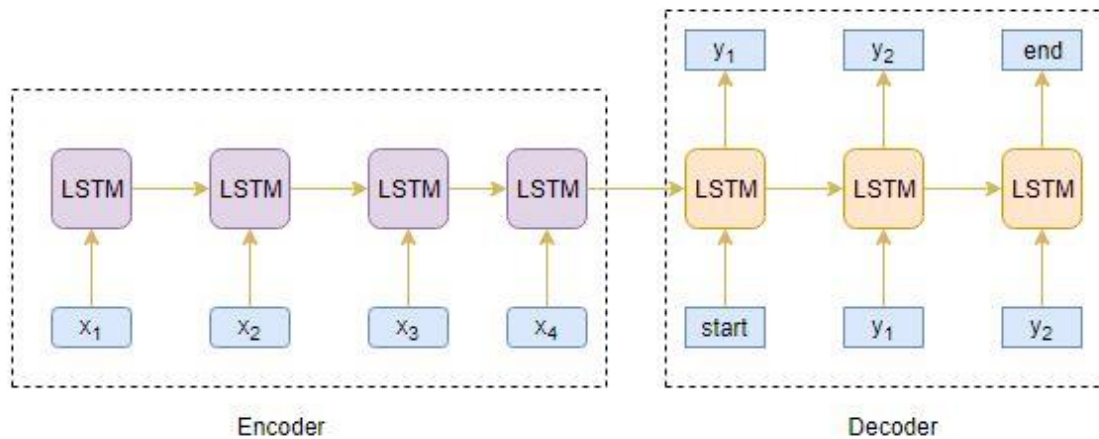 y₁ y₂ end
LSTM LSTM LSTM LSTM LSTM LSTM LSTM
x₁ x₂ x₃ x₄ start y₁ y₂
Encoder Decoder